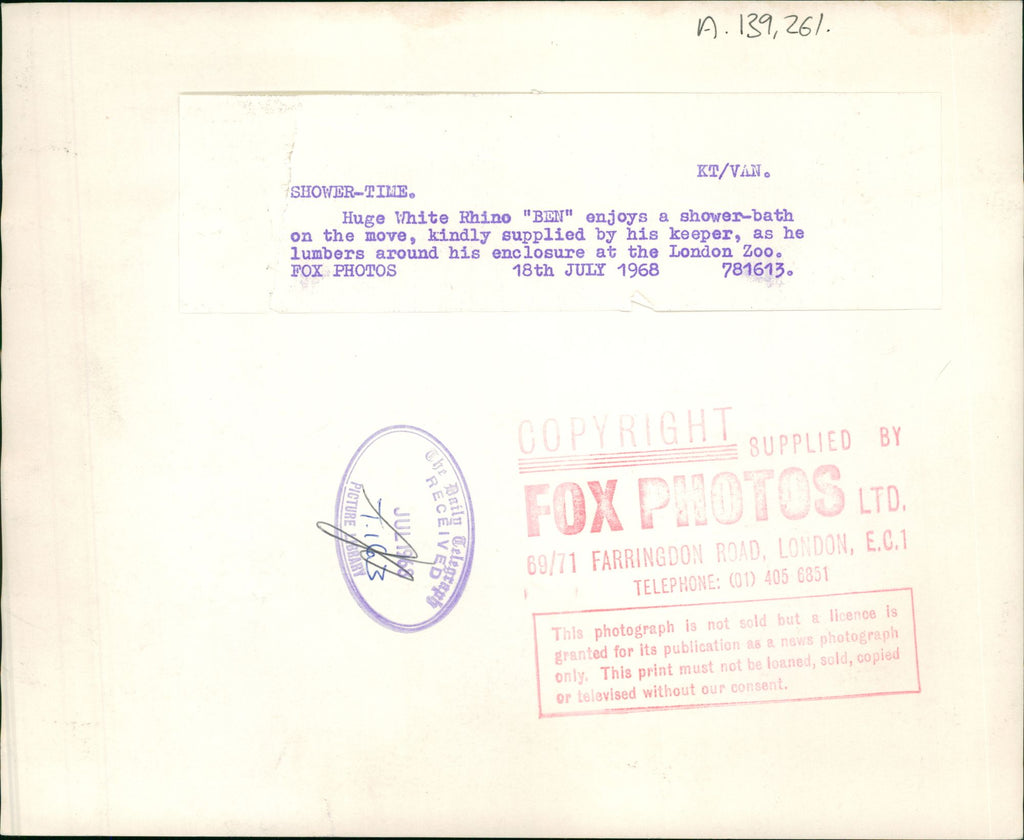 A. 139,261.
KT/VAN.
SHOWER-TIME.
Huge White Rhino "BEN" enjoys a shower-bath
on the move, kindly supplied by his keeper, as he
lumbers around his enclosure at the London Zoo.
FOX PHOTOS 18th JULY 1968 781613.
The Daily Telegraph
RECEIVED
PICTURE LIBRARY
COPYRIGHT SUPPLIED BY
FOX PHOTOS LTD.
69/71 FARRINGDON ROAD, LONDON, E.C.1
TELEPHONE: (01) 405 6851
This photograph is not sold but a licence is
granted for its publication as a news photograph
only. This print must not be loaned, sold, copied
or televised without our consent.